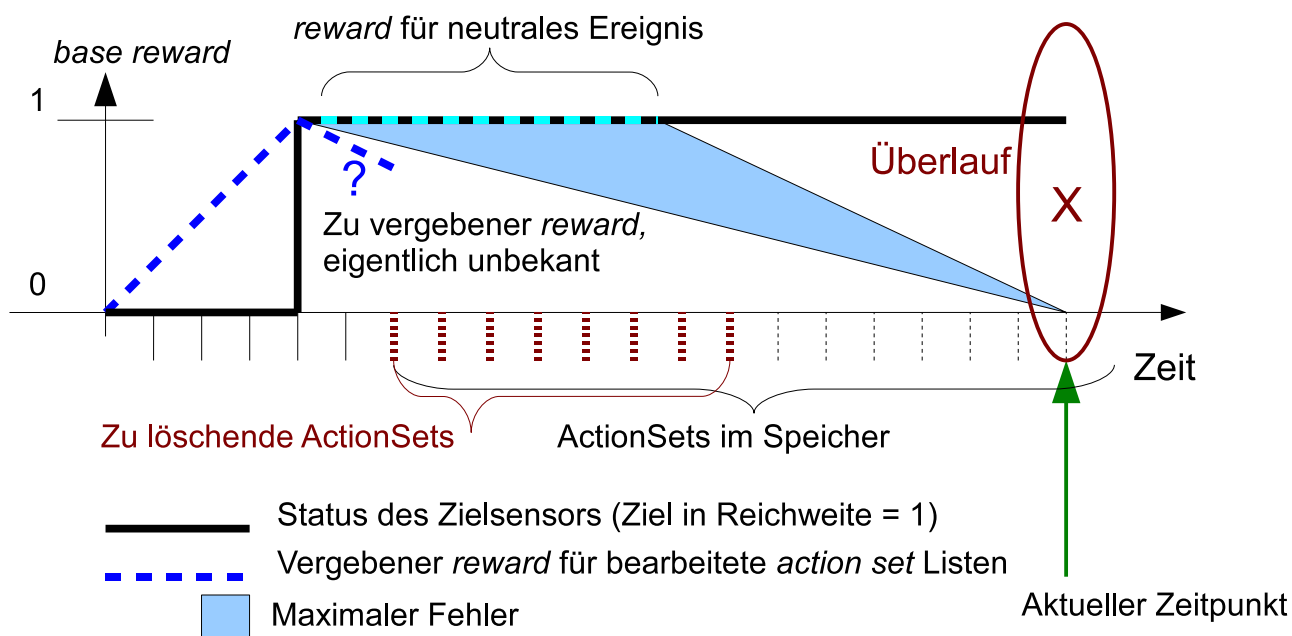 reward für neutrales Ereignis
base reward
1
?
Überlauf
X
Zu vergebener reward,
eigentlich unbekant
0
Zeit
Zu löschende ActionSets
ActionSets im Speicher
Status des Zielsensors (Ziel in Reichweite = 1)
Vergebener reward für bearbeitete action set Listen
Maximaler Fehler
Aktueller Zeitpunkt